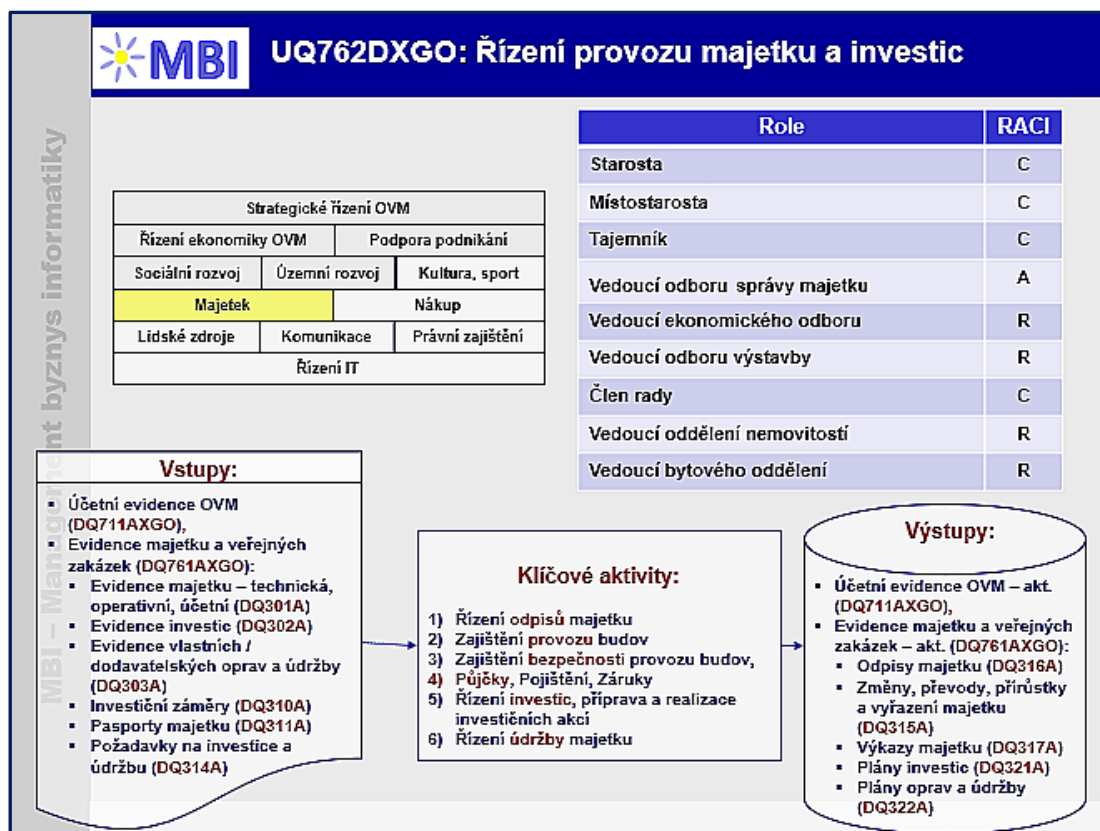 MBI
UQ762DXGO: Řízení provozu majetku a investic
MBI – Management byznys informatiky
Role RACI
Starosta C
Místostarosta C
Tajemník C
Vedoucí odboru správy majetku A
Vedoucí ekonomického odboru R
Vedoucí odboru výstavby R
Člen rady C
Vedoucí oddělení nemovitostí R
Vedoucí bytového oddělení R
Strategické řízení OVM
Řízení ekonomiky OVM Podpora podnikání
Sociální rozvoj Územní rozvoj Kultura, sport
Majetek Nákup
Lidské zdroje Komunikace Právní zajištění
Řízení IT
Vstupy:
▪ Účetní evidence OVM
(DQ711AXGO),
▪ Evidence majetku a veřejných
zakázek (DQ761AXGO):
▪ Evidence majetku – technická,
operativní, účetní (DQ301A)
▪ Evidence investic (DQ302A)
▪ Evidence vlastních /
dodavatelských oprav a údržby
(DQ303A)
▪ Investiční záměry (DQ310A)
▪ Pasporty majetku (DQ311A)
▪ Požadavky na investice a
údržbu (DQ314A)
Klíčové aktivity:
1) Řízení odpisů majetku
2) Zajištění provozu budov
3) Zajištění bezpečnosti provozu budov,
4) Půjčky, Pojištění, Záruky
5) Řízení investic, příprava a realizace
investičních akcí
6) Řízení údržby majetku
Výstupy:
▪ Účetní evidence OVM – akt.
(DQ711AXGO),
▪ Evidence majetku a veřejných
zakázek – akt. (DQ761AXGO):
▪ Odpisy majetku (DQ316A)
▪ Změny, převody, přírůstky
a vyřazení majetku
(DQ315A)
▪ Výkazy majetku (DQ317A)
▪ Plány investic (DQ321A)
▪ Plány oprav a údržby
(DQ322A)